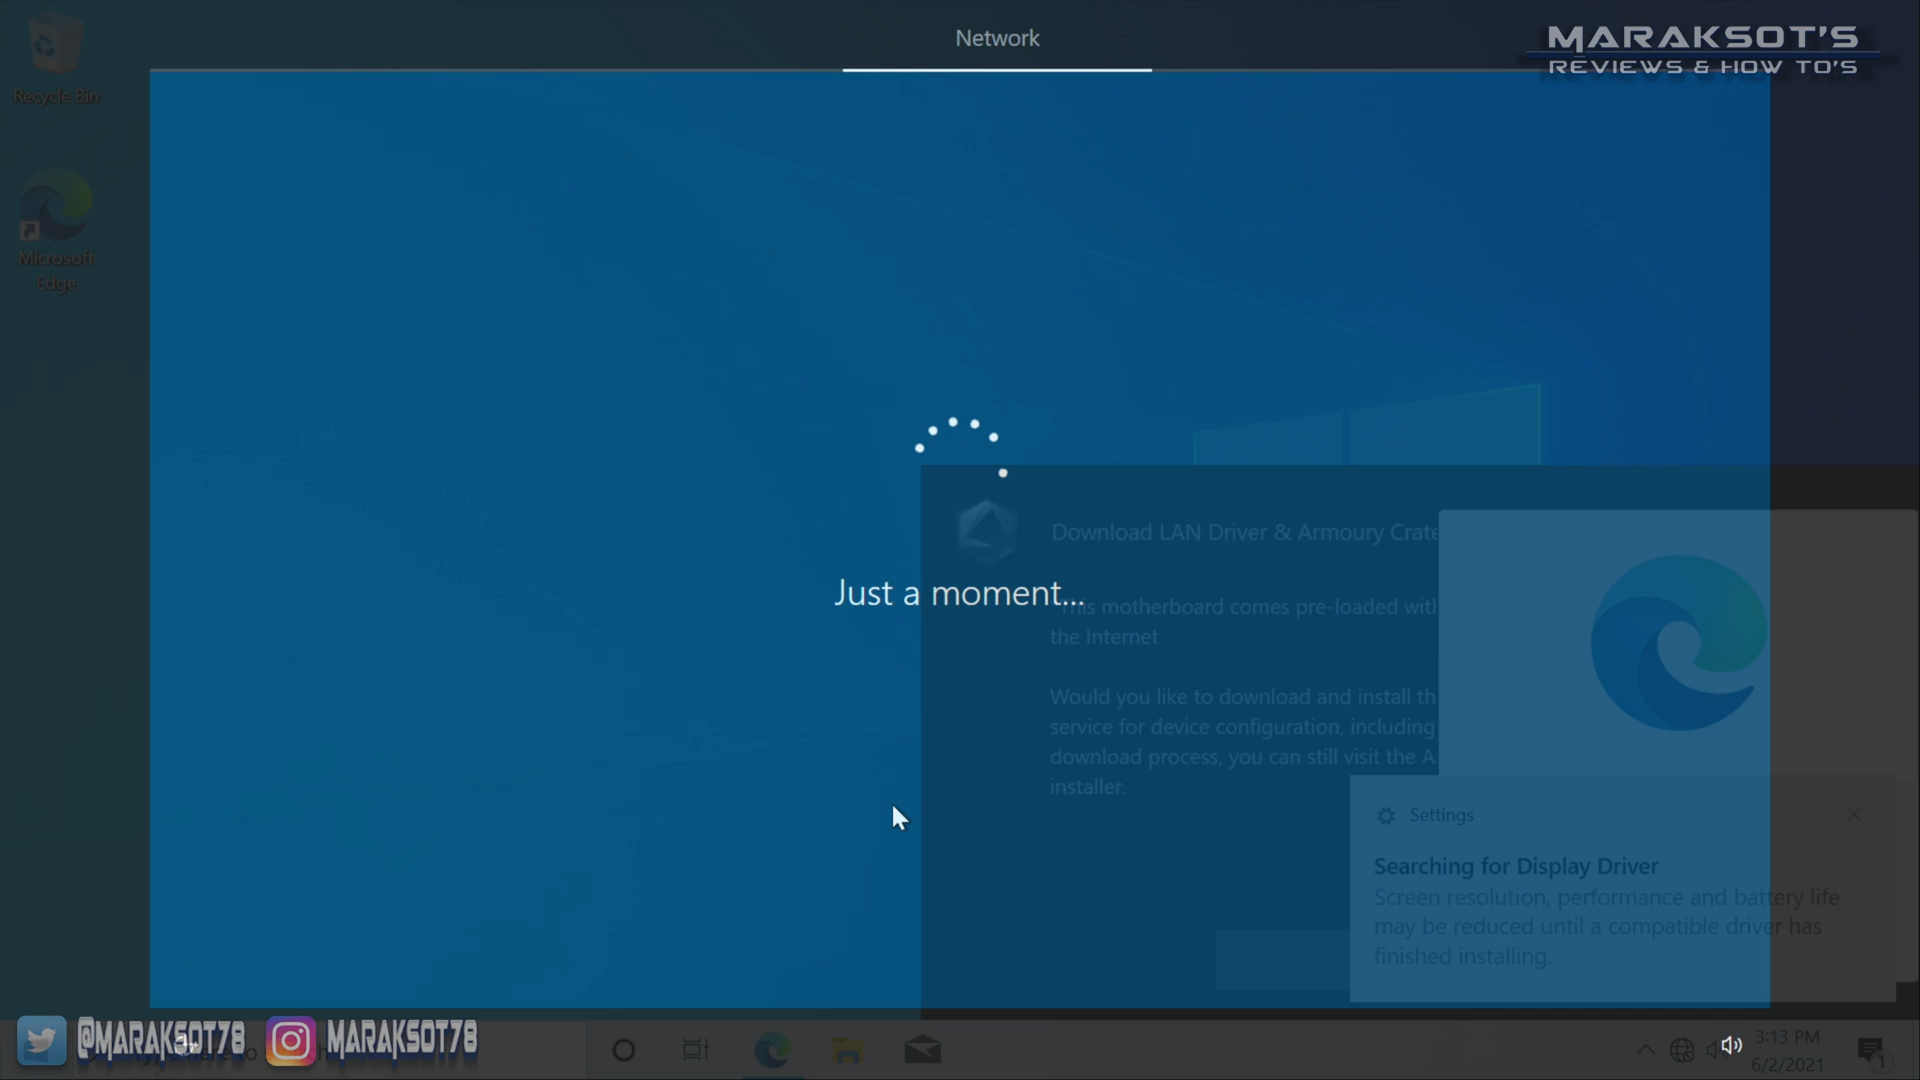 Network
MARAKSOT'S
REVIEWS & HOW TO'S
Recycle Bin
Microsoft
Edge
Just a moment...
Download LAN Driver & Armoury Crate
This motherboard comes pre-loaded with
the Internet
Would you like to download and install th
service for device configuration, including
download process, you can still visit the A
installer.
Settings
Searching for Display Driver
Screen resolution, performance and battery life
may be reduced until a compatible driver has
finished installing.
@MARAKSOT78
MARAKSOT78
3:13 PM
6/2/2021
1